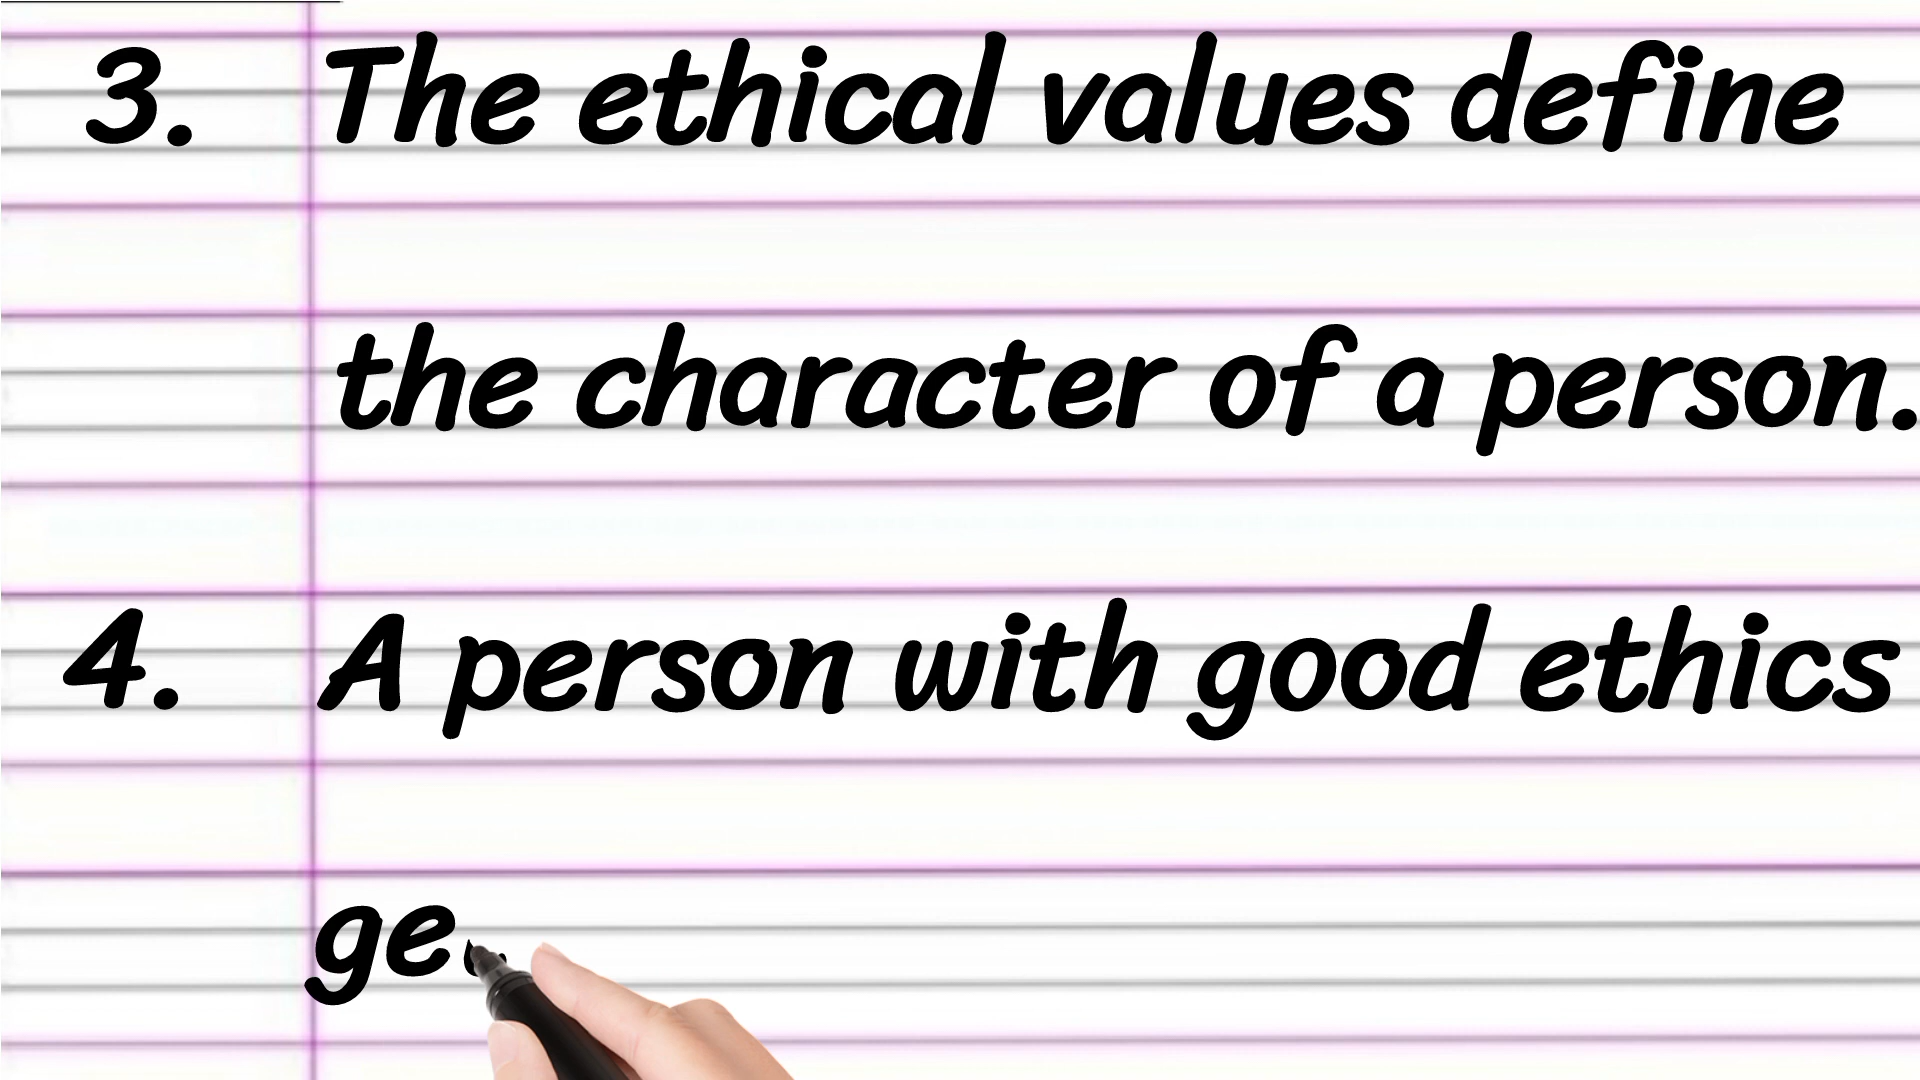 3. The ethical values define
the character of a person.
4. A person with good ethics
ge